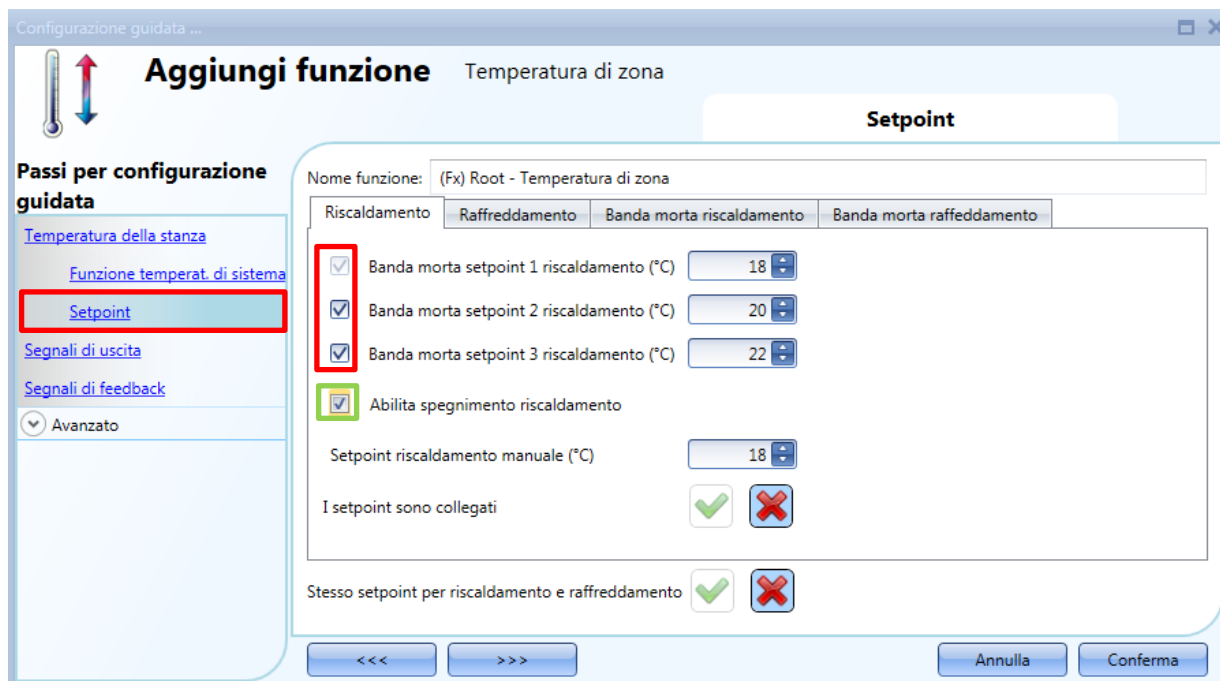 Configurazione guidata ...
Aggiungi funzione
Temperatura di zona
Setpoint
Passi per configurazione
guidata
Temperatura della stanza
Funzione temperat. di sistema
Setpoint
Segnali di uscita
Segnali di feedback
Avanzato
Nome funzione: (Fx) Root - Temperatura di zona
Riscaldamento Raffreddamento Banda morta riscaldamento Banda morta raffeddamento
Banda morta setpoint 1 riscaldamento (°C) 18
Banda morta setpoint 2 riscaldamento (°C) 20
Banda morta setpoint 3 riscaldamento (°C) 22
Abilita spegnimento riscaldamento
Setpoint riscaldamento manuale (°C) 18
I setpoint sono collegati
Stesso setpoint per riscaldamento e raffreddamento
<<< >>> Annulla Conferma